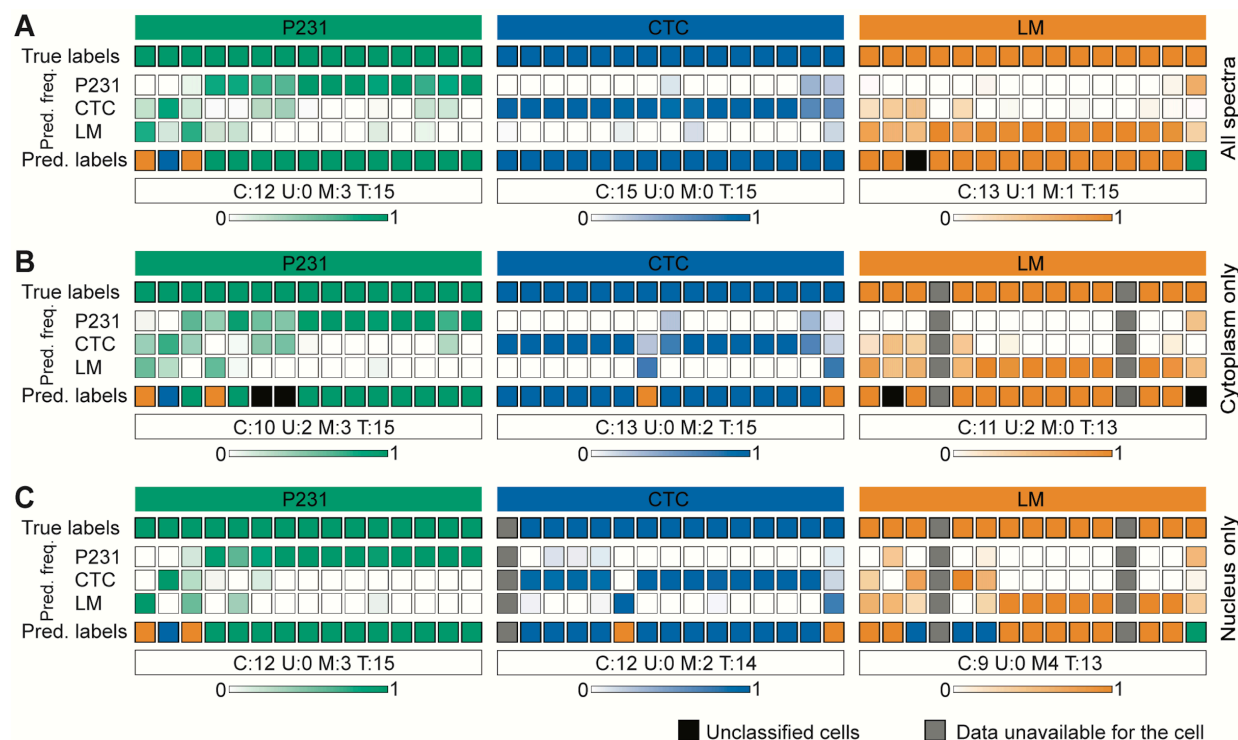 A
P231 CTC LM
True labels
Pred. freq.
P231
CTC
LM
Pred. labels
All spectra
C:12 U:0 M:3 T:15 C:15 U:0 M:0 T:15 C:13 U:1 M:1 T:15
0 1 0 1 0 1
B
P231 CTC LM
True labels
Pred. freq.
P231
CTC
LM
Pred. labels
Cytoplasm only
C:10 U:2 M:3 T:15 C:13 U:0 M:2 T:15 C:11 U:2 M:0 T:13
0 1 0 1 0 1
C
P231 CTC LM
True labels
Pred. freq.
P231
CTC
LM
Pred. labels
Nucleus only
C:12 U:0 M:3 T:15 C:12 U:0 M:2 T:14 C:9 U:0 M4 T:13
0 1 0 1 0 1
Unclassified cells Data unavailable for the cell